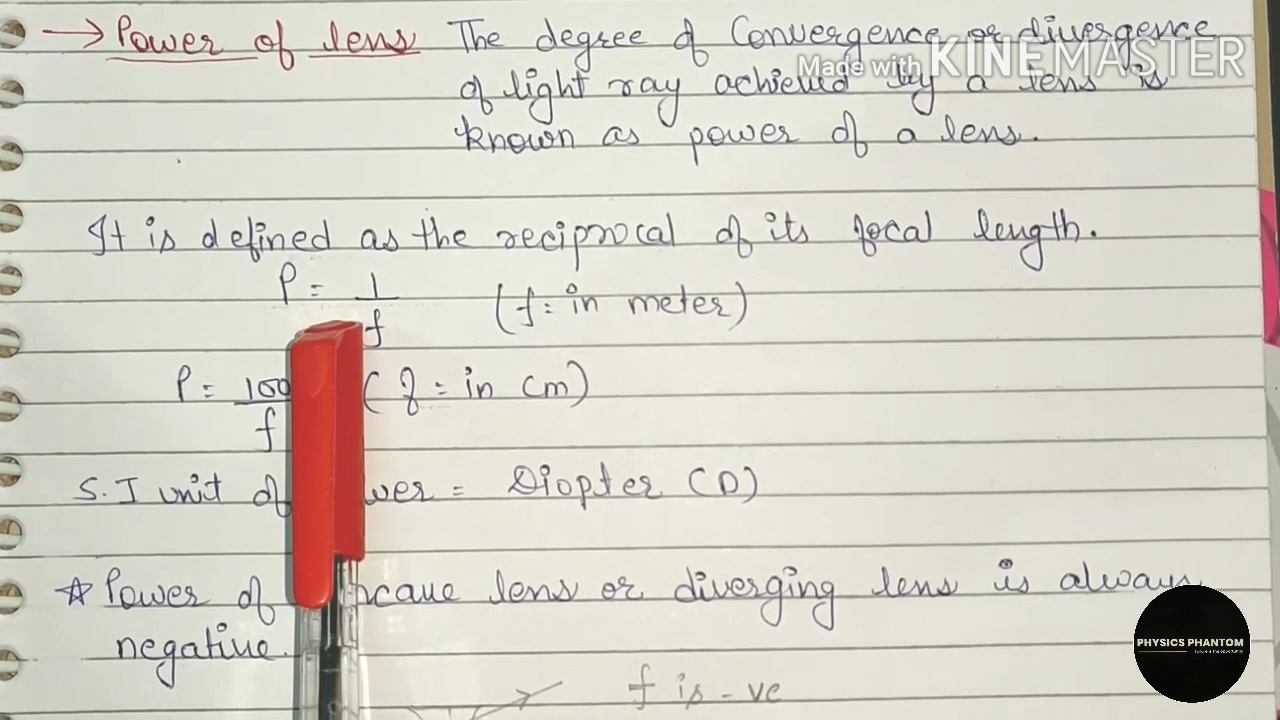 → Power of lens The degree of Convergence or divergence
Made with KINEMASTER
of light ray achieved by a lens is
known as power of a lens.
It is defined as the reciprocal of its focal length.
P = 1/f (f: in meter)
P = 100/f (f = in Cm)
S.I unit of wer = Diopter (D)
☆ Power of ncave lens or diverging lens is always
negative.
PHYSICS PHANTOM
f is -ve